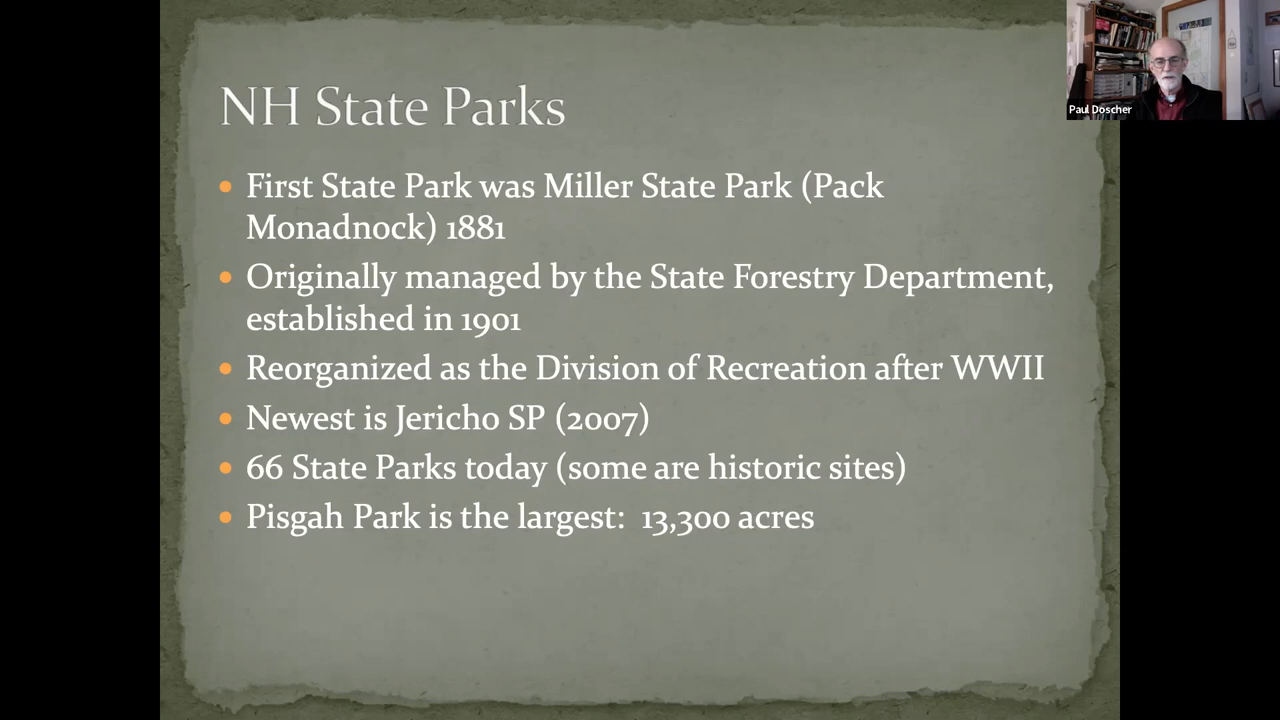 NH State Parks
First State Park was Miller State Park (Pack
Monadnock) 1881
Originally managed by the State Forestry Department,
established in 1901
Reorganized as the Division of Recreation after WWII
Newest is Jericho SP (2007)
66 State Parks today (some are historic sites)
Pisgah Park is the largest:  13,300 acres
Paul Doscher